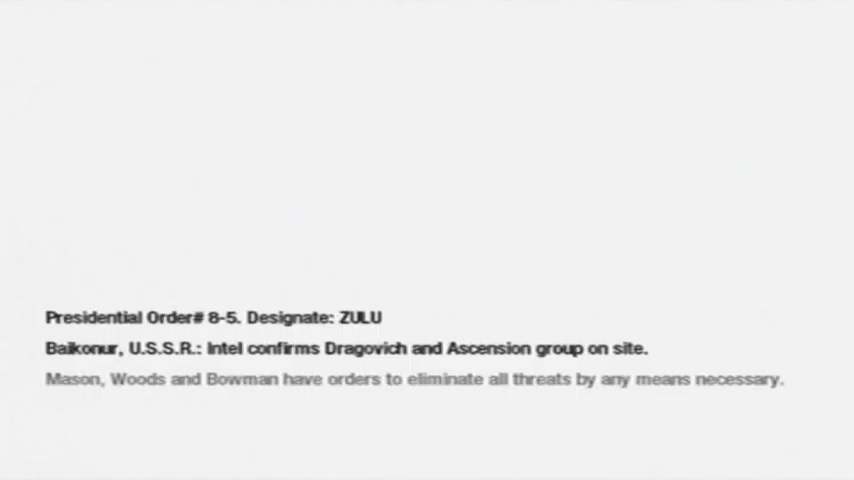 Presidential Order# 8-5. Designate: ZULU
Baikonur, U.S.S.R.: Intel confirms Dragovich and Ascension group on site.
Mason, Woods and Bowman have orders to eliminate all threats by any means necessary.